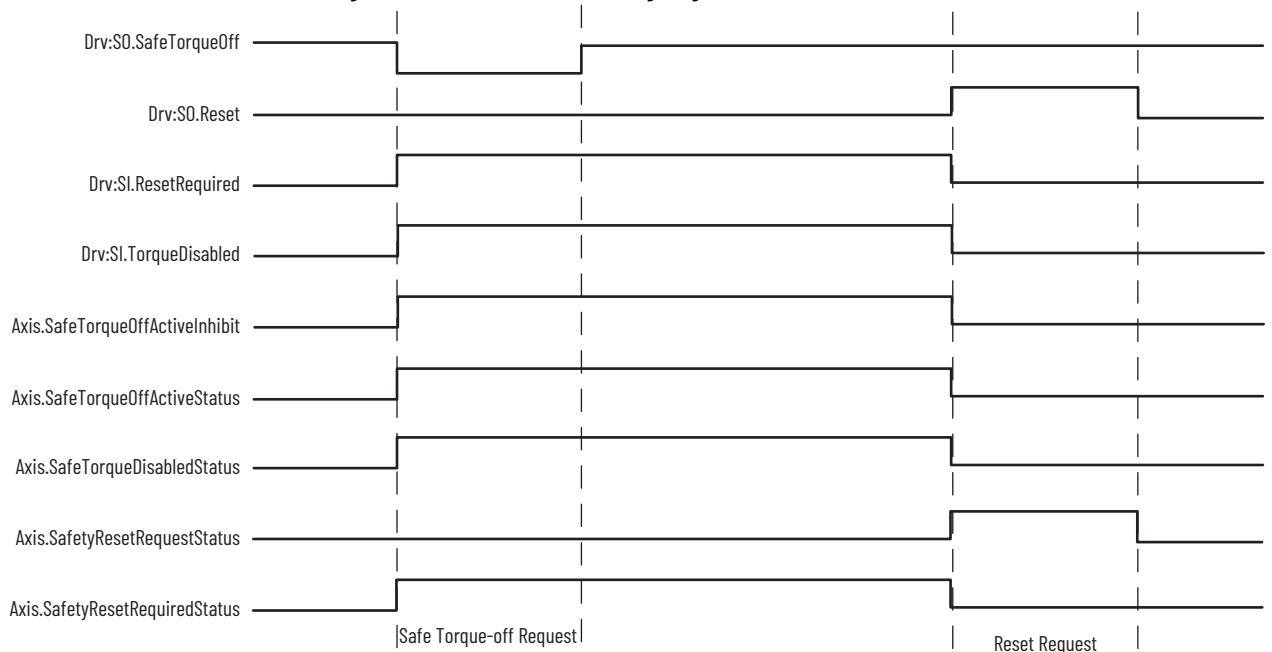 Drv:SO.SafeTorqueOff
Drv:SO.Reset
Drv:SI.ResetRequired
Drv:SI.TorqueDisabled
Axis.SafeTorqueOffActiveInhibit
Axis.SafeTorqueOffActiveStatus
Axis.SafeTorqueDisabledStatus
Axis.SafetyResetRequestStatus
Axis.SafetyResetRequiredStatus
Safe Torque-off Request
Reset Request